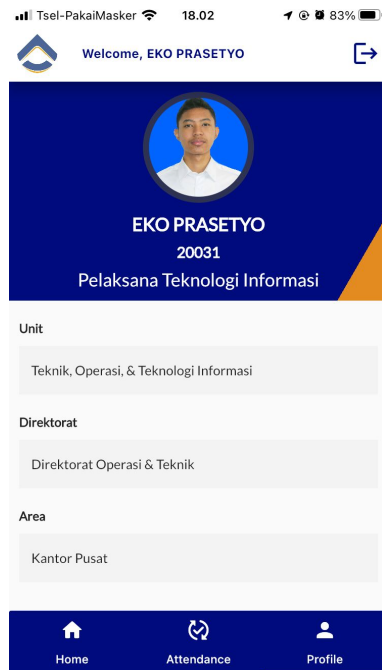 Tsel-PakaiMasker 18.02 83%
Welcome, EKO PRASETYO
EKO PRASETYO
20031
Pelaksana Teknologi Informasi
Unit
Teknik, Operasi, & Teknologi Informasi
Direktorat
Direktorat Operasi & Teknik
Area
Kantor Pusat
Home Attendance Profile